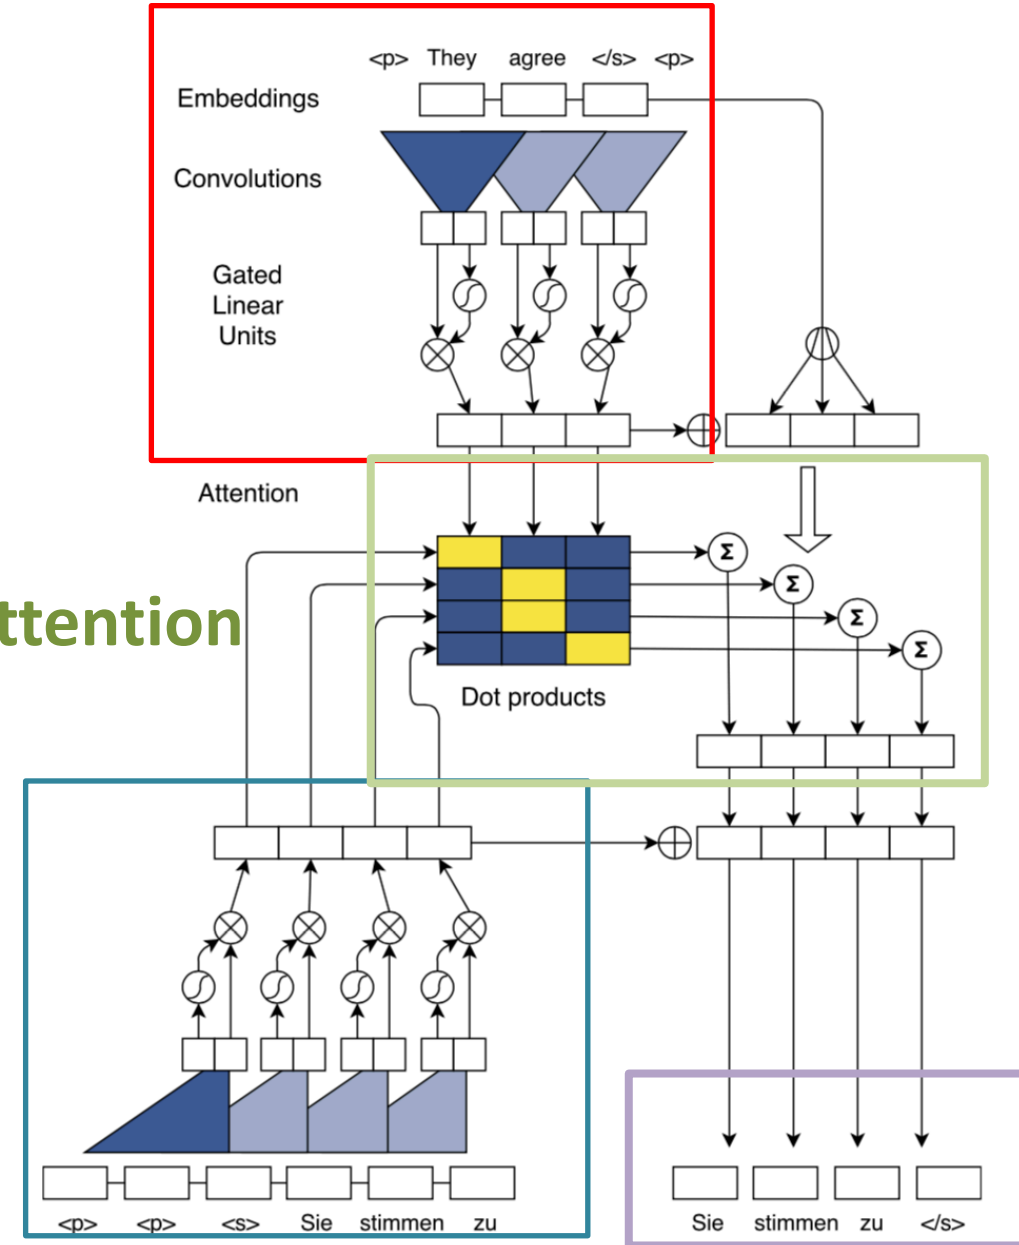 <p> They agree </s> <p>
Embeddings
Convolutions
Gated
Linear
Units
Attention
Σ
Σ
ttention
Σ
Σ
Dot products
<p> <p> <s> Sie stimmen zu
Sie stimmen zu </s>